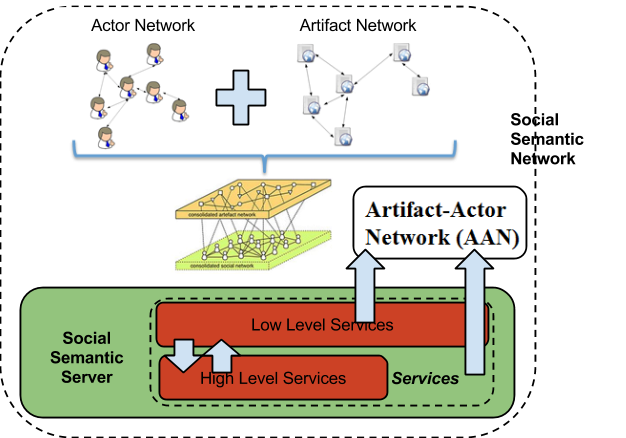 Actor Network
Artifact Network
Social
Semantic
Network
consolidated artefact network
consolidated social network
Artifact-Actor
Network (AAN)
Social
Semantic
Server
Low Level Services
High Level Services
Services